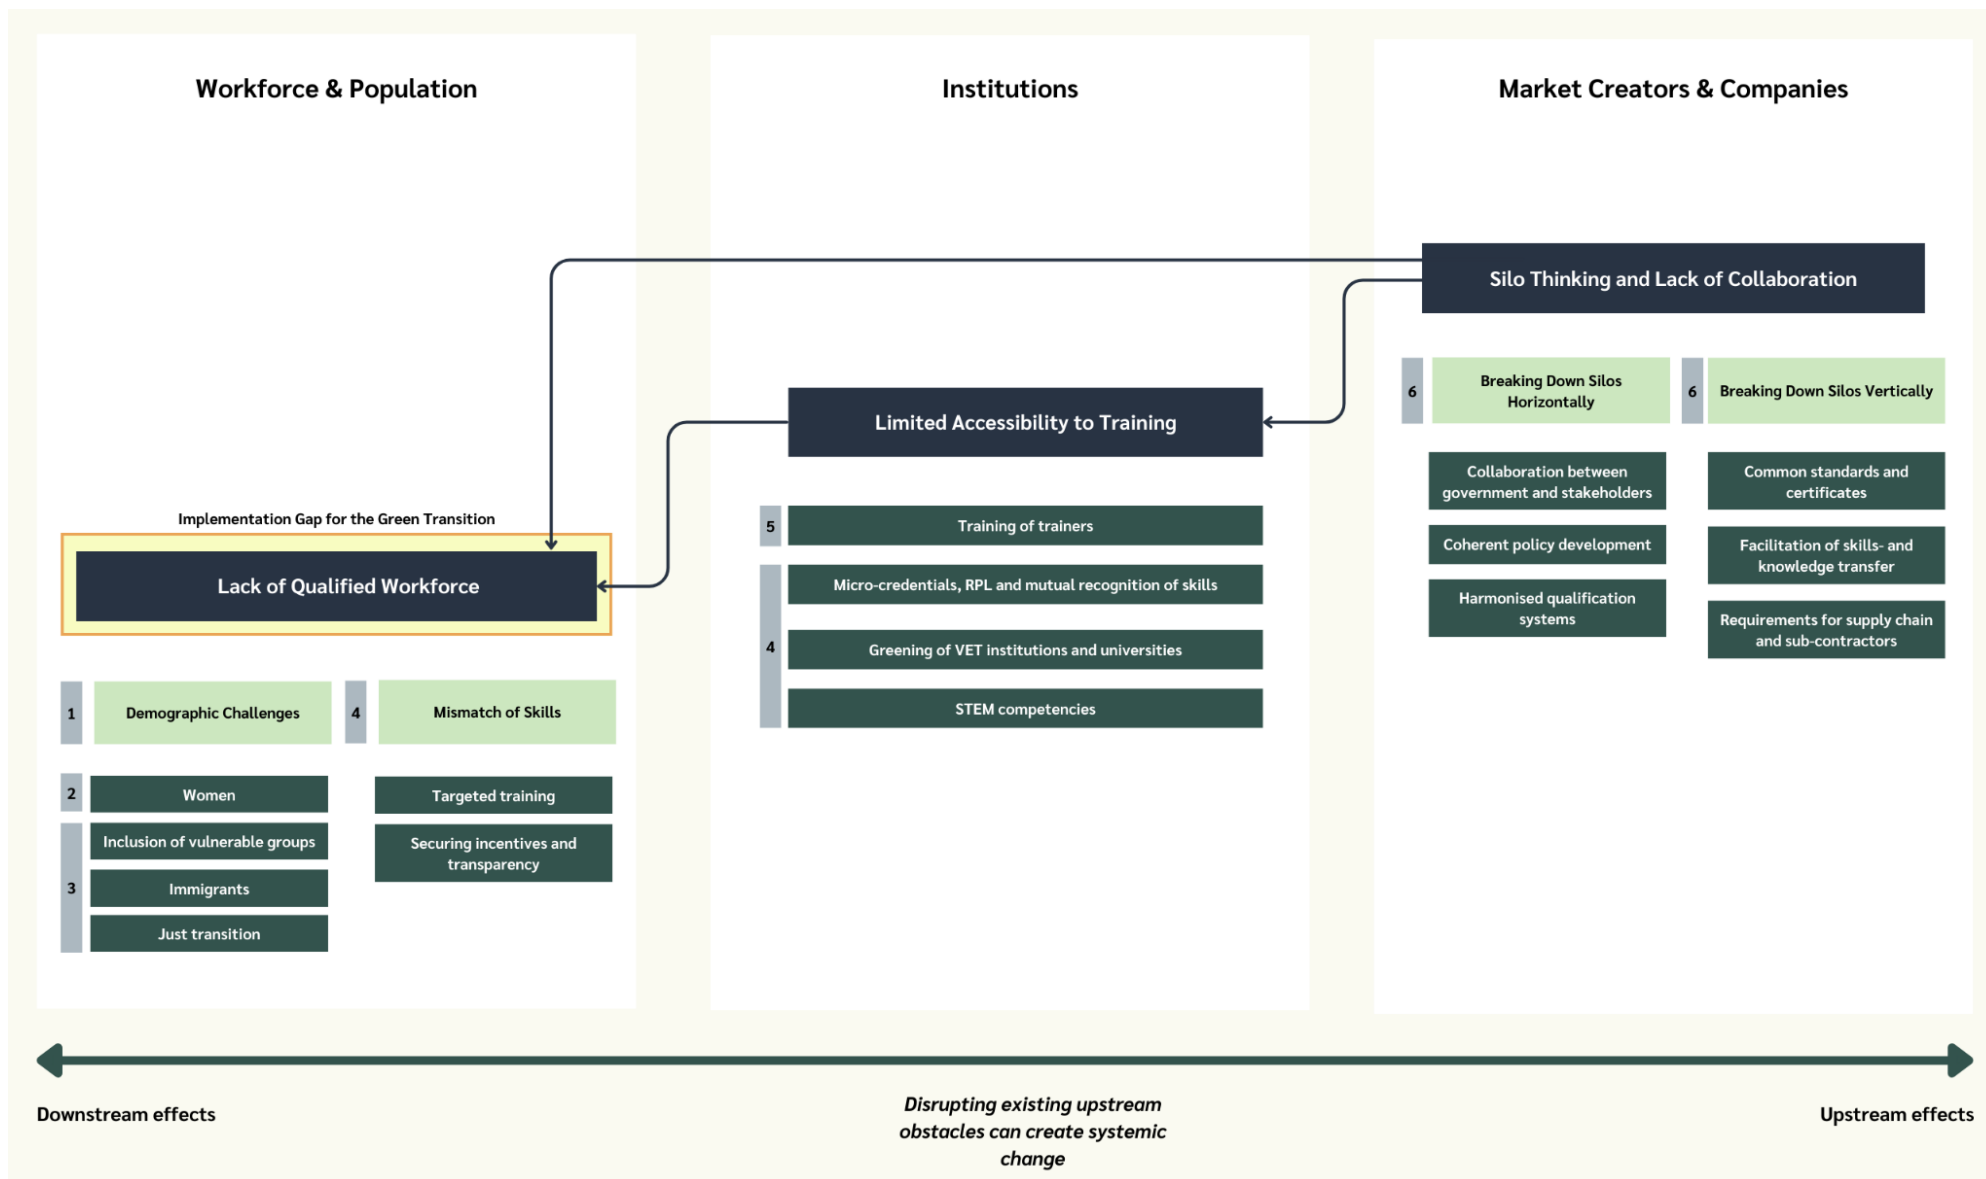 Workforce & Population
Implementation Gap for the Green Transition
Lack of Qualified Workforce
1
Demographic Challenges
4
Mismatch of Skills
2
Women
3
Inclusion of vulnerable groups
Immigrants
Just transition
Targeted training
Securing incentives and
transparency
Institutions
Limited Accessibility to Training
5
Training of trainers
4
Micro-credentials, RPL and mutual recognition of skills
Greening of VET institutions and universities
STEM competencies
Market Creators & Companies
Silo Thinking and Lack of Collaboration
6
Breaking Down Silos
Horizontally
6
Breaking Down Silos Vertically
Collaboration between
government and stakeholders
Coherent policy development
Harmonised qualification
systems
Common standards and
certificates
Facilitation of skills- and
knowledge transfer
Requirements for supply chain
and sub-contractors
Downstream effects
Disrupting existing upstream
obstacles can create systemic
change
Upstream effects